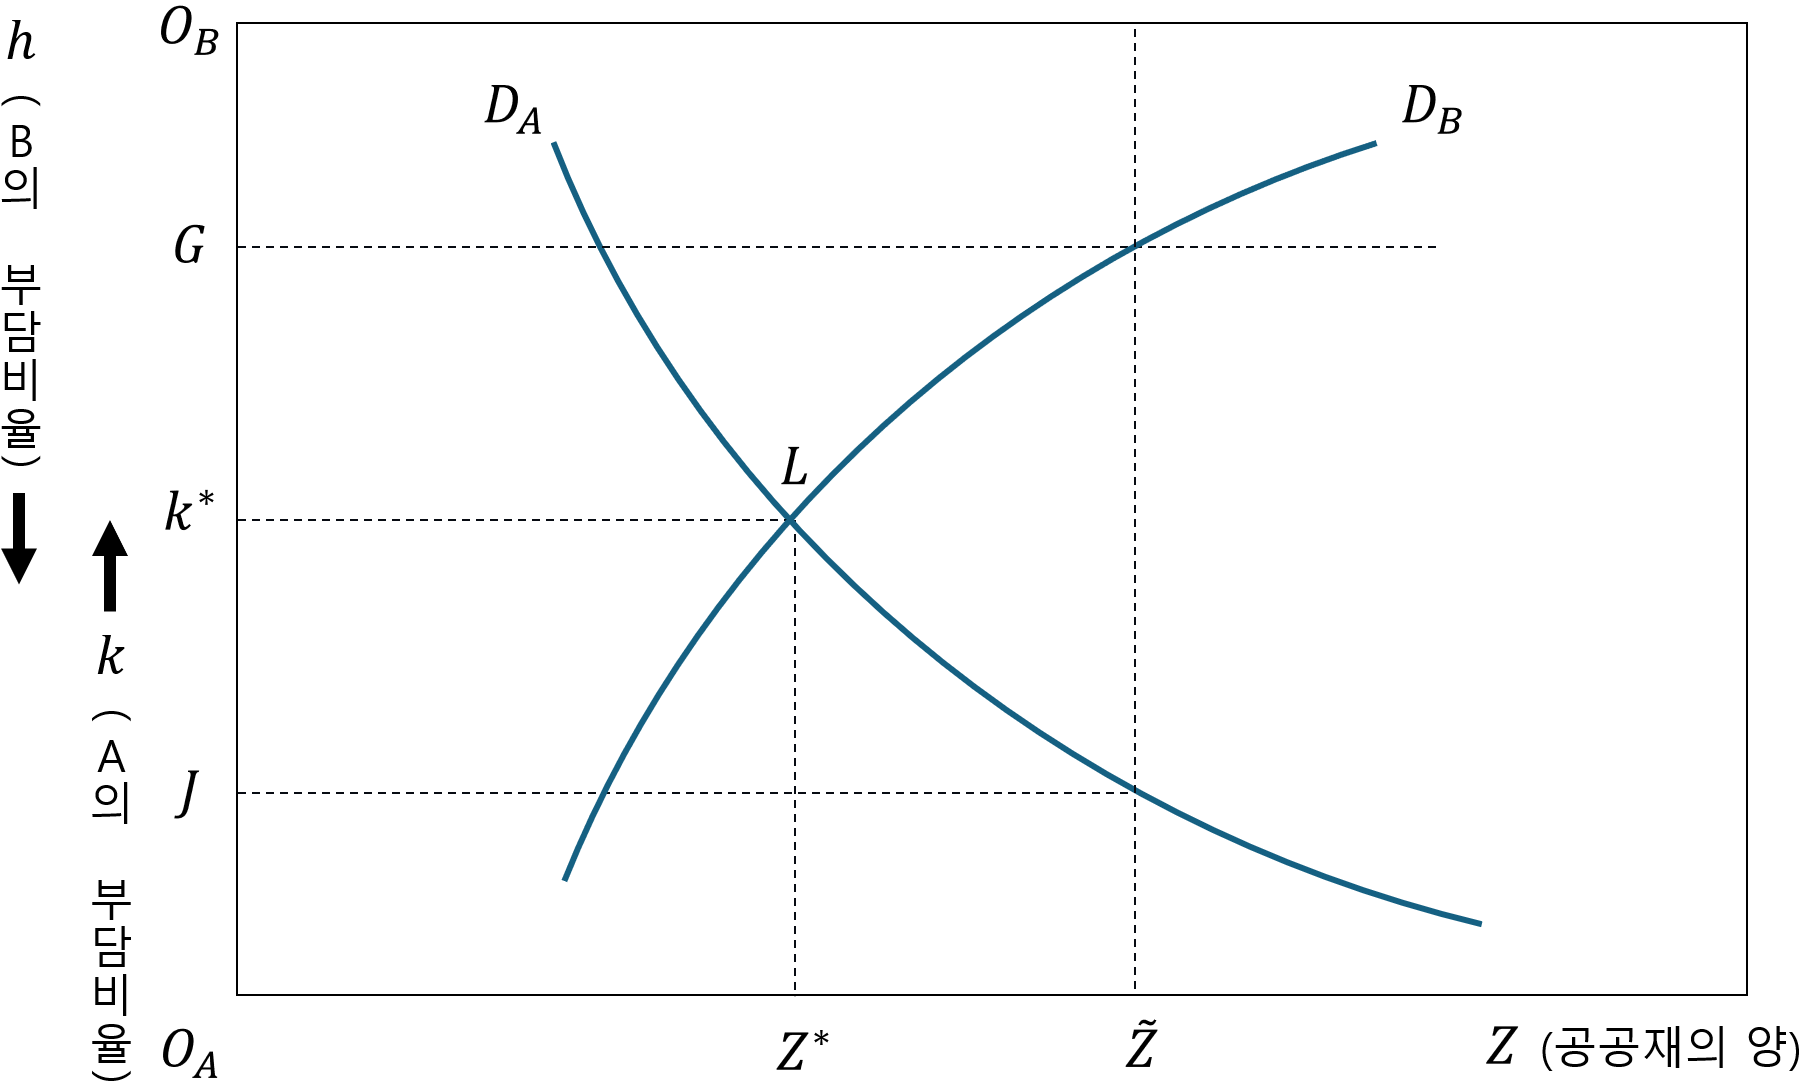 h (B의 부담비율)
k (A의 부담비율)
O_B
D_A
D_B
G
L
k*
J
O_A
Z*
Z̃
Z (공공재의 양)